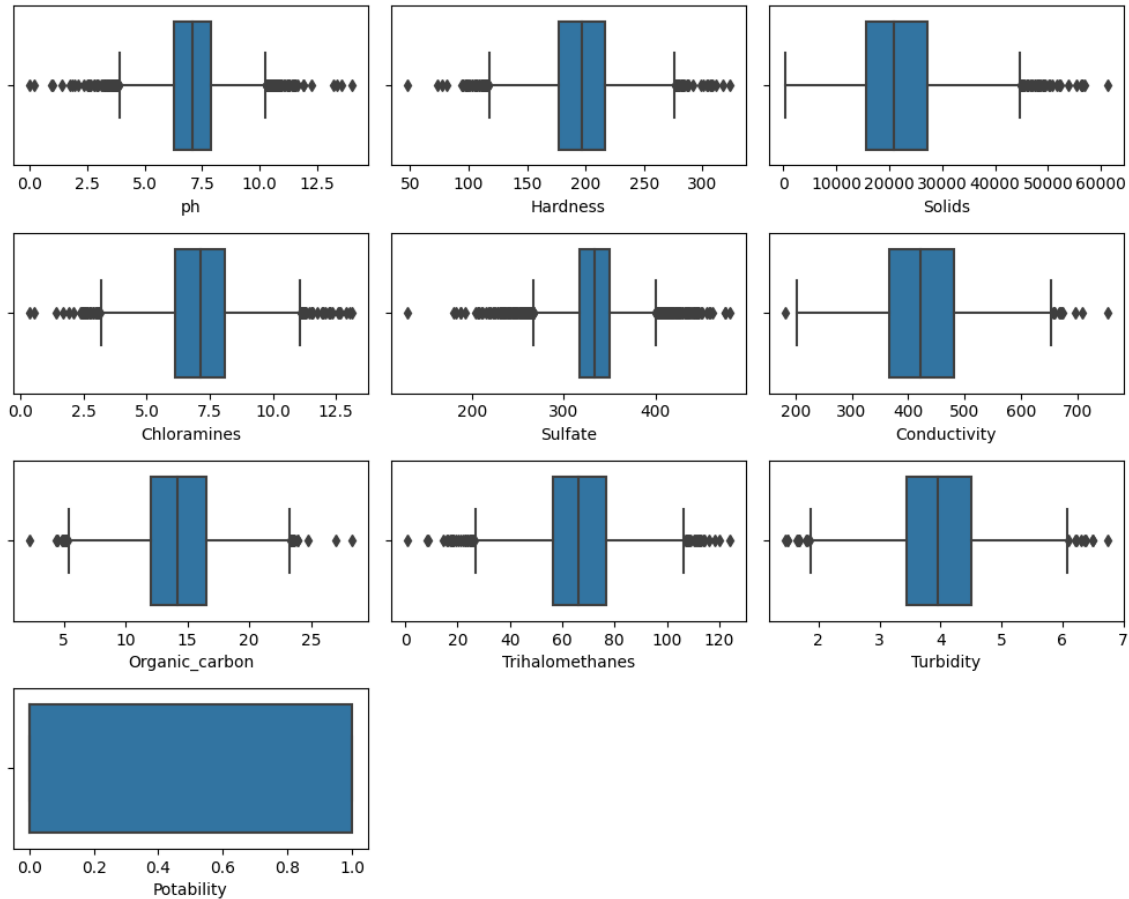 0.0 2.5 5.0 7.5 10.0 12.5
ph
50 100 150 200 250 300
Hardness
0 10000 20000 30000 40000 50000 60000
Solids
0.0 2.5 5.0 7.5 10.0 12.5
Chloramines
200 300 400
Sulfate
200 300 400 500 600 700
Conductivity
5 10 15 20 25
Organic_carbon
0 20 40 60 80 100 120
Trihalomethanes
2 3 4 5 6 7
Turbidity
0.0 0.2 0.4 0.6 0.8 1.0
Potability